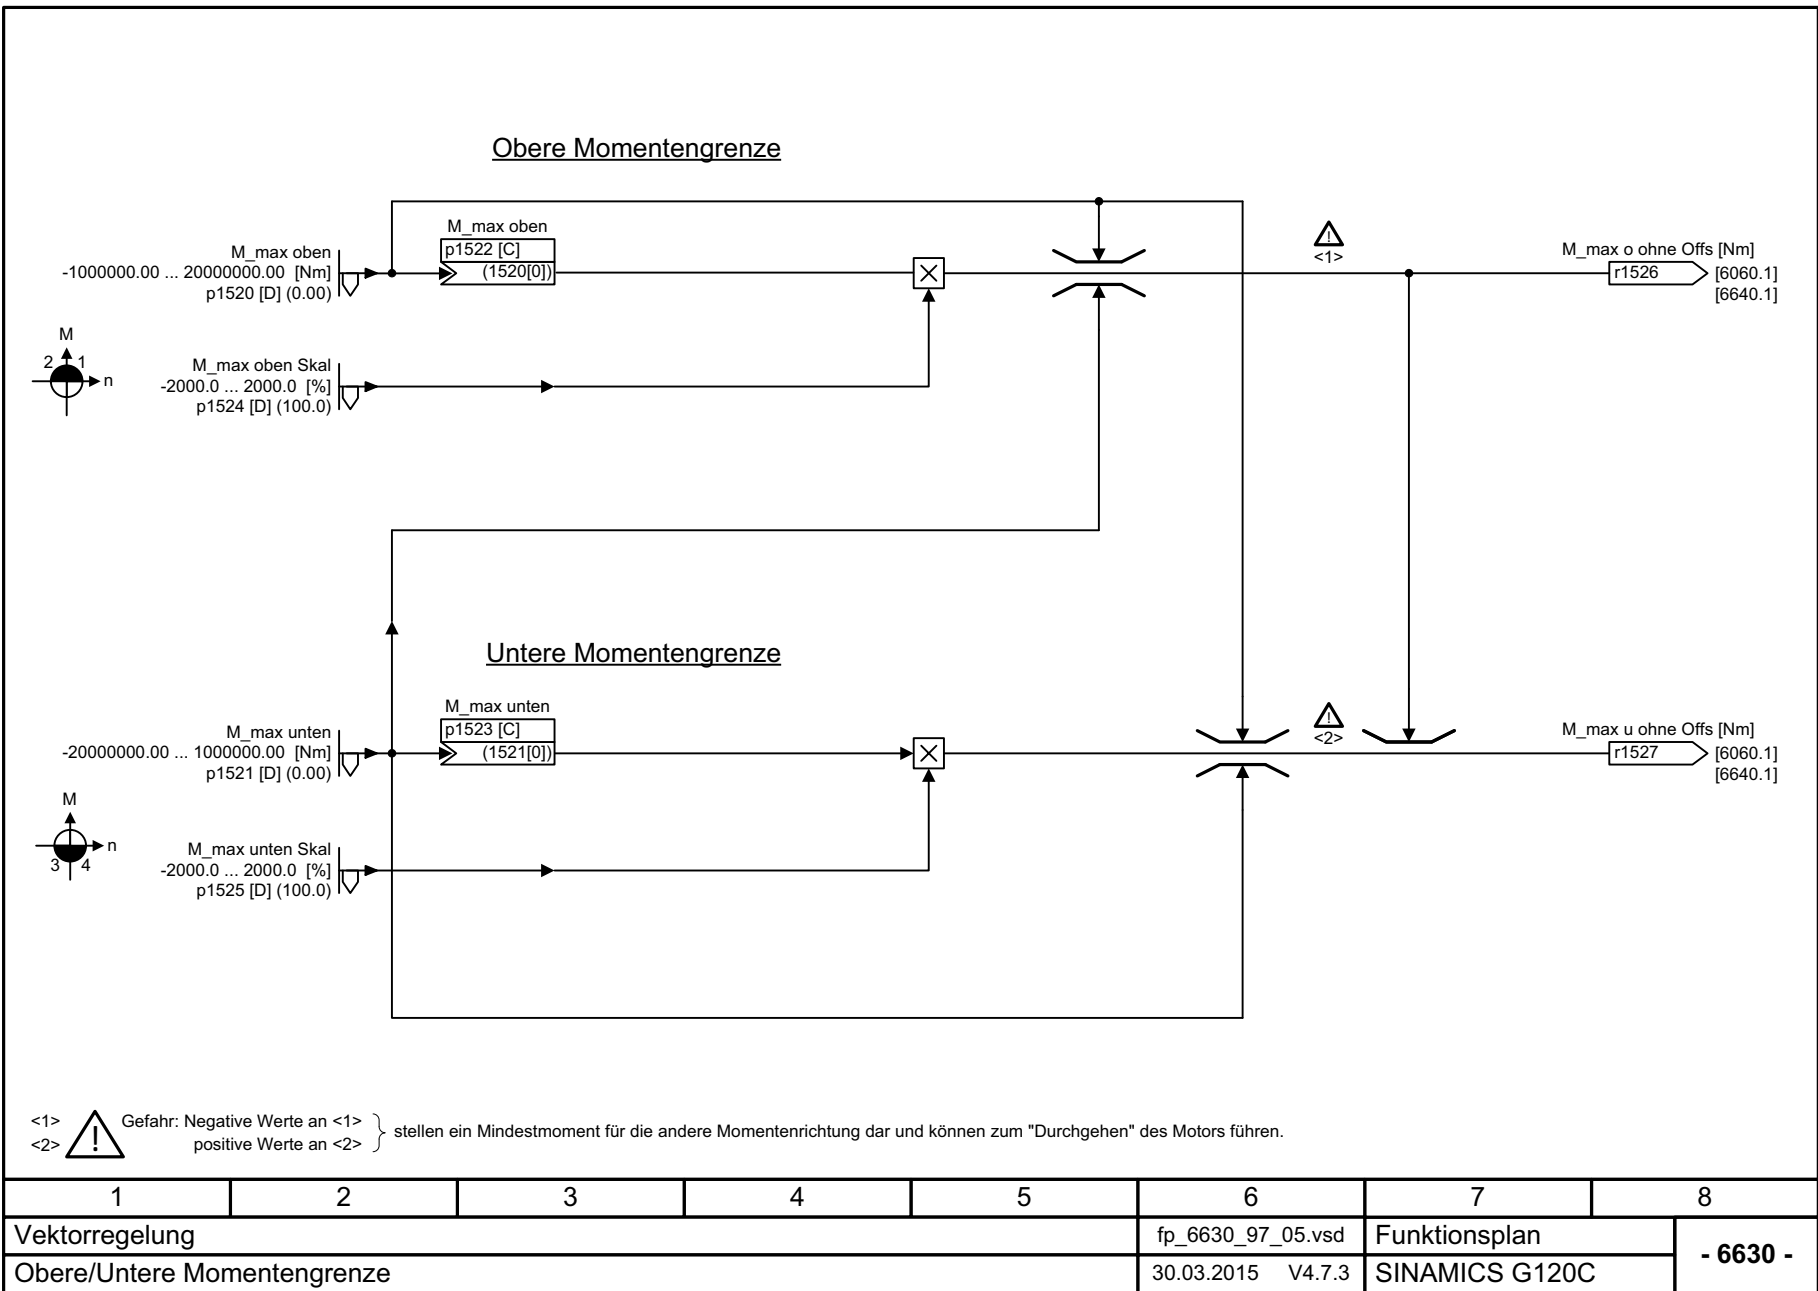 Obere Momentengrenze
M_max oben
-1000000.00 ... 20000000.00 [Nm]
p1520 [D] (0.00)
M_max oben
p1522 [C]
(1520[0])
<1>
M_max o ohne Offs [Nm]
r1526
[6060.1]
[6640.1]
M
2 1
n
M_max oben Skal
-2000.0 ... 2000.0 [%]
p1524 [D] (100.0)
Untere Momentengrenze
M_max unten
-20000000.00 ... 1000000.00 [Nm]
p1521 [D] (0.00)
M_max unten
p1523 [C]
(1521[0])
<2>
M_max u ohne Offs [Nm]
r1527
[6060.1]
[6640.1]
M
n
3 4
M_max unten Skal
-2000.0 ... 2000.0 [%]
p1525 [D] (100.0)
<1> Gefahr: Negative Werte an <1>
<2> ! positive Werte an <2>
stellen ein Mindestmoment für die andere Momentenrichtung dar und können zum "Durchgehen" des Motors führen.
1 2 3 4 5 6 7 8
Vektorregelung fp_6630_97_05.vsd Funktionsplan
- 6630 -
Obere/Untere Momentengrenze 30.03.2015 V4.7.3 SINAMICS G120C